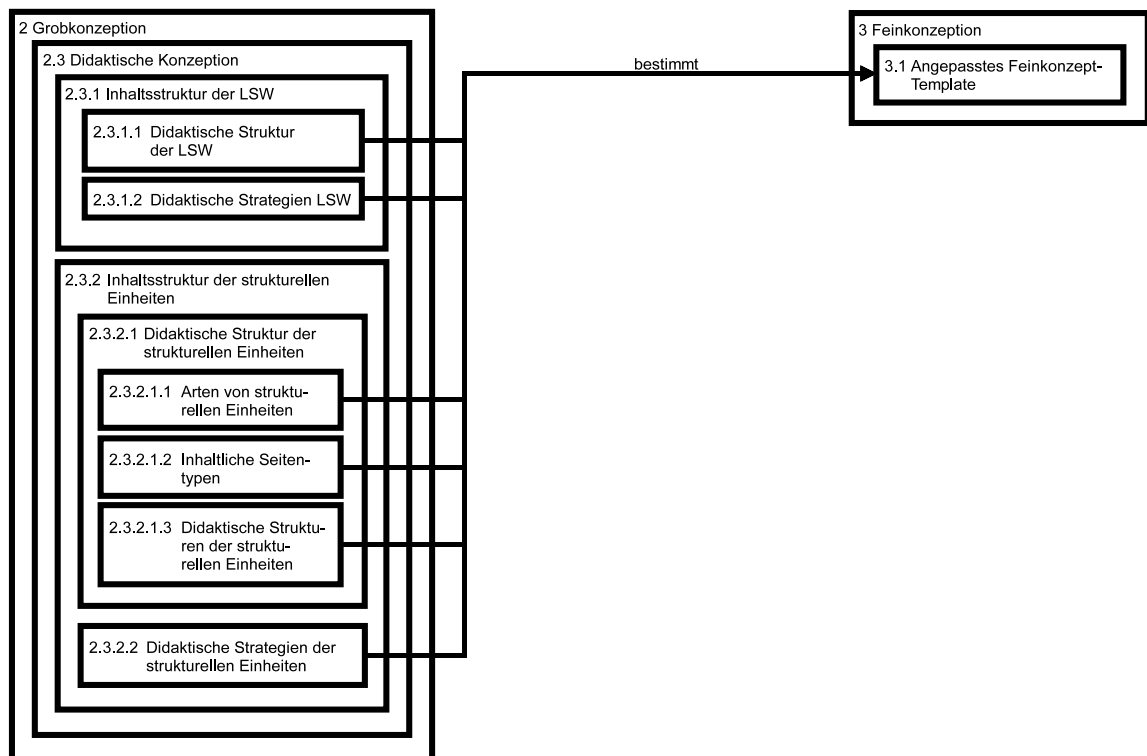 2 Grobkonzeption
2.3 Didaktische Konzeption
2.3.1 Inhaltsstruktur der LSW
2.3.1.1 Didaktische Struktur
der LSW
2.3.1.2 Didaktische Strategien LSW
2.3.2 Inhaltsstruktur der strukturellen
Einheiten
2.3.2.1 Didaktische Struktur der
strukturellen Einheiten
2.3.2.1.1 Arten von struktu-
rellen Einheiten
2.3.2.1.2 Inhaltliche Seiten-
typen
2.3.2.1.3 Didaktische Struktu-
ren der struktu-
rellen Einheiten
2.3.2.2 Didaktische Strategien der
strukturellen Einheiten
bestimmt
3 Feinkonzeption
3.1 Angepasstes Feinkonzept-
Template